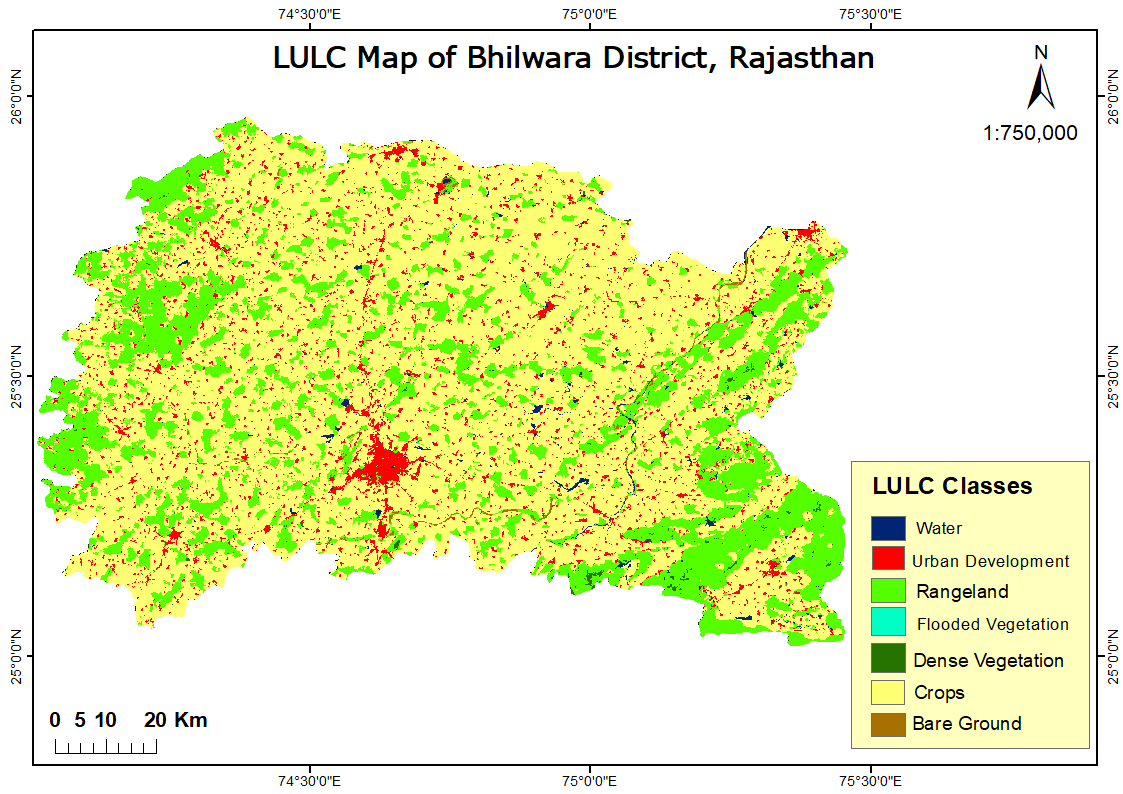 74°30'0"E 75°0'0"E 75°30'0"E
LULC Map of Bhilwara District, Rajasthan
N
1:750,000
26°0'0"N
26°0'0"N
25°30'0"N
25°30'0"N
25°0'0"N
25°0'0"N
LULC Classes
Water
Urban Development
Rangeland
Flooded Vegetation
Dense Vegetation
Crops
Bare Ground
0 5 10 20 Km
74°30'0"E 75°0'0"E 75°30'0"E